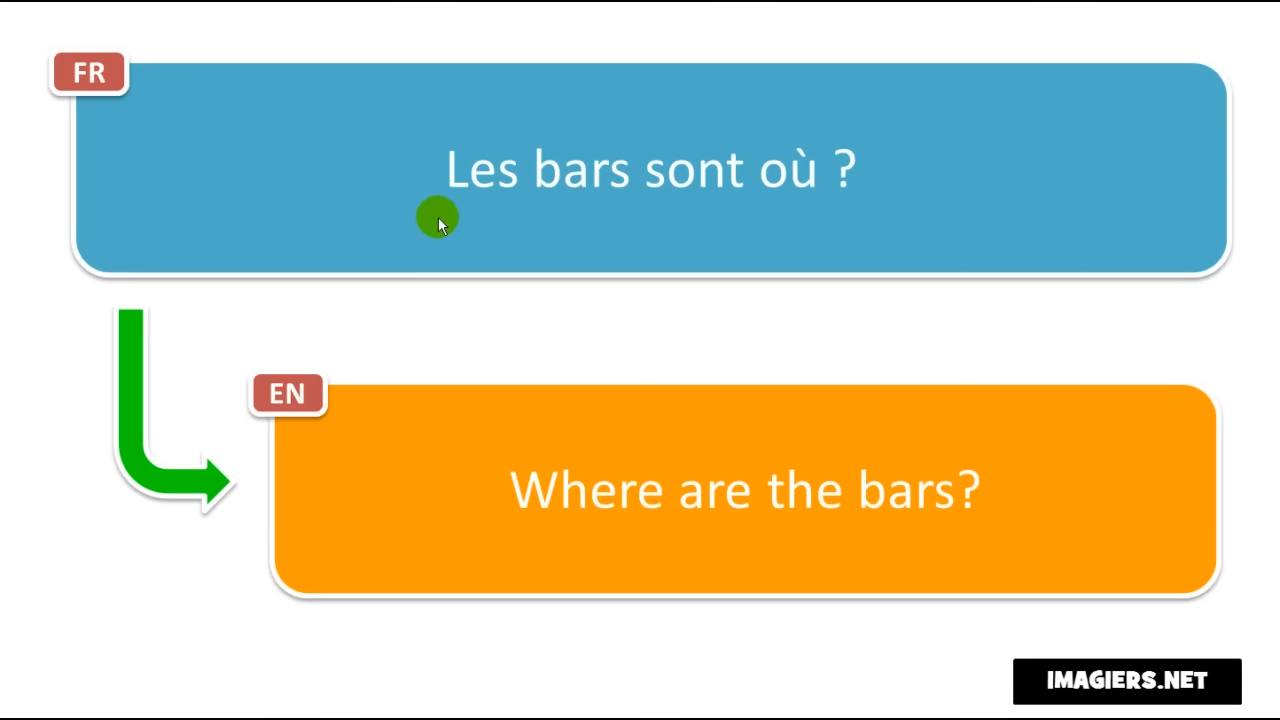 FR
Les bars sont où ?
EN
Where are the bars?
IMAGIERS.NET